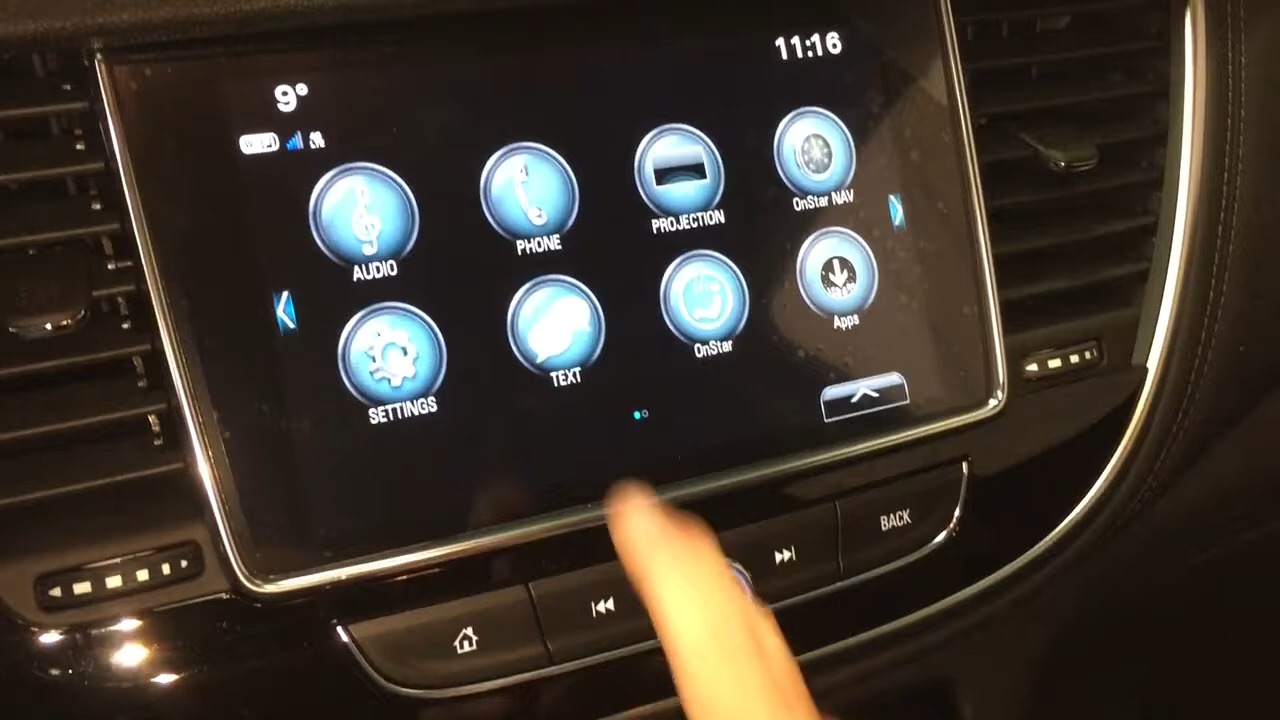 11:16
9°
AUDIO
PHONE
PROJECTION
OnStar NAV
SETTINGS
TEXT
OnStar
Apps
BACK